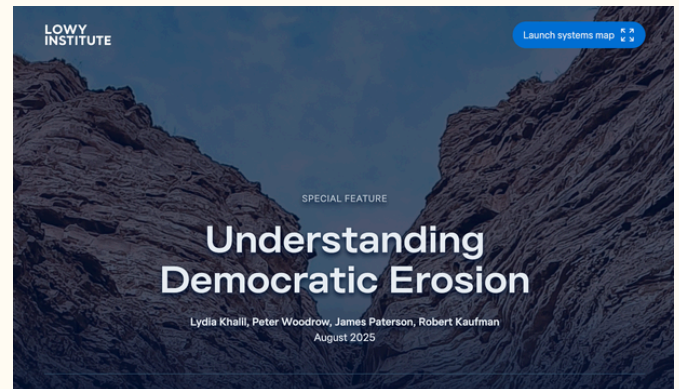 LOWY
INSTITUTE
Launch systems map
SPECIAL FEATURE
Understanding
Democratic Erosion
Lydia Khalil, Peter Woodrow, James Paterson, Robert Kaufman
August 2025